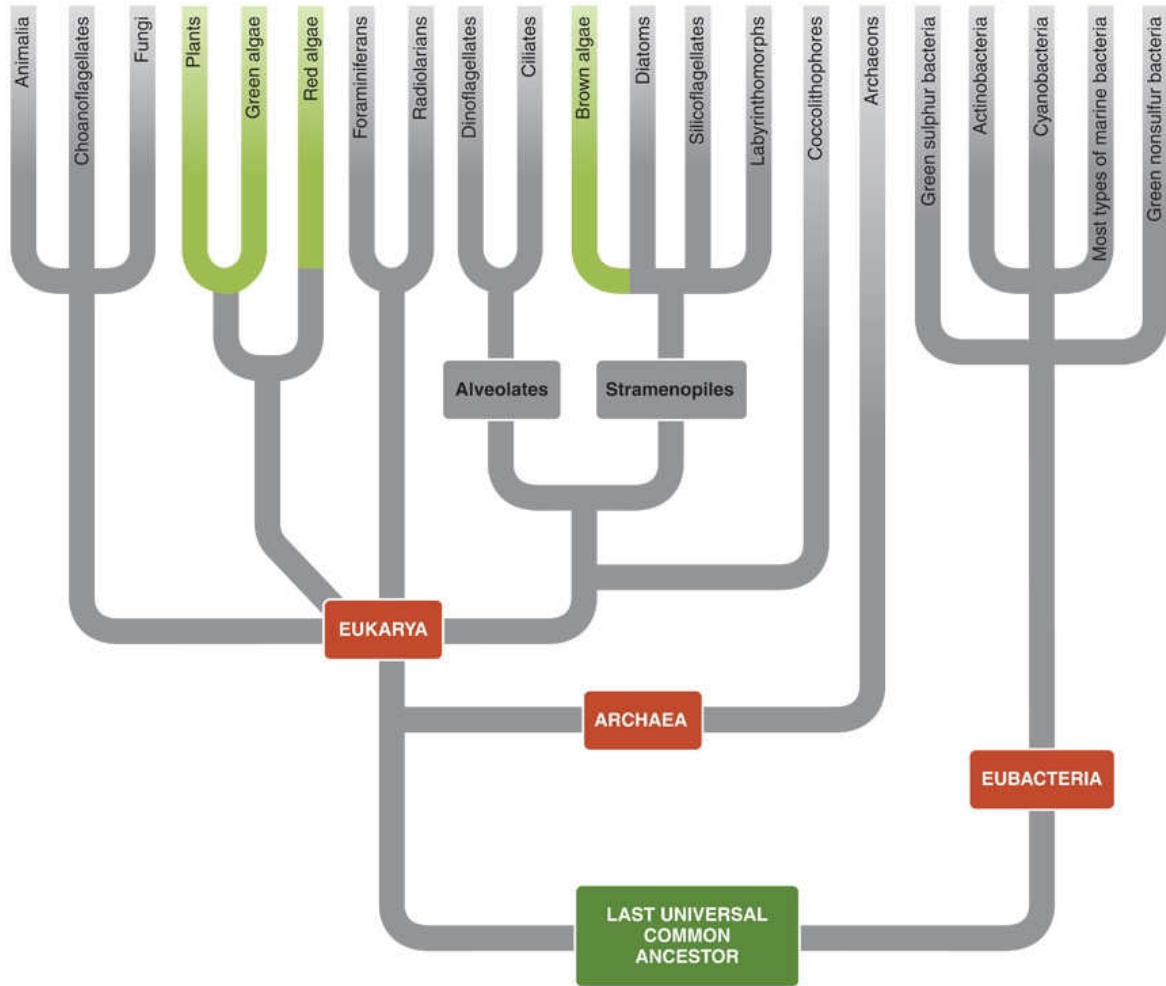 Animalia
Choanoflagellates
Fungi
Plants
Green algae
Red algae
Foraminiferans
Radiolarians
Dinoflagellates
Ciliates
Brown algae
Diatoms
Silicoflagellates
Labyrinthomorphs
Coccolithophores
Archaeons
Green sulphur bacteria
Actinobacteria
Cyanobacteria
Most types of marine bacteria
Green nonsulfur bacteria
Alveolates
Stramenopiles
EUKARYA
ARCHAEA
EUBACTERIA
LAST UNIVERSAL
COMMON
ANCESTOR